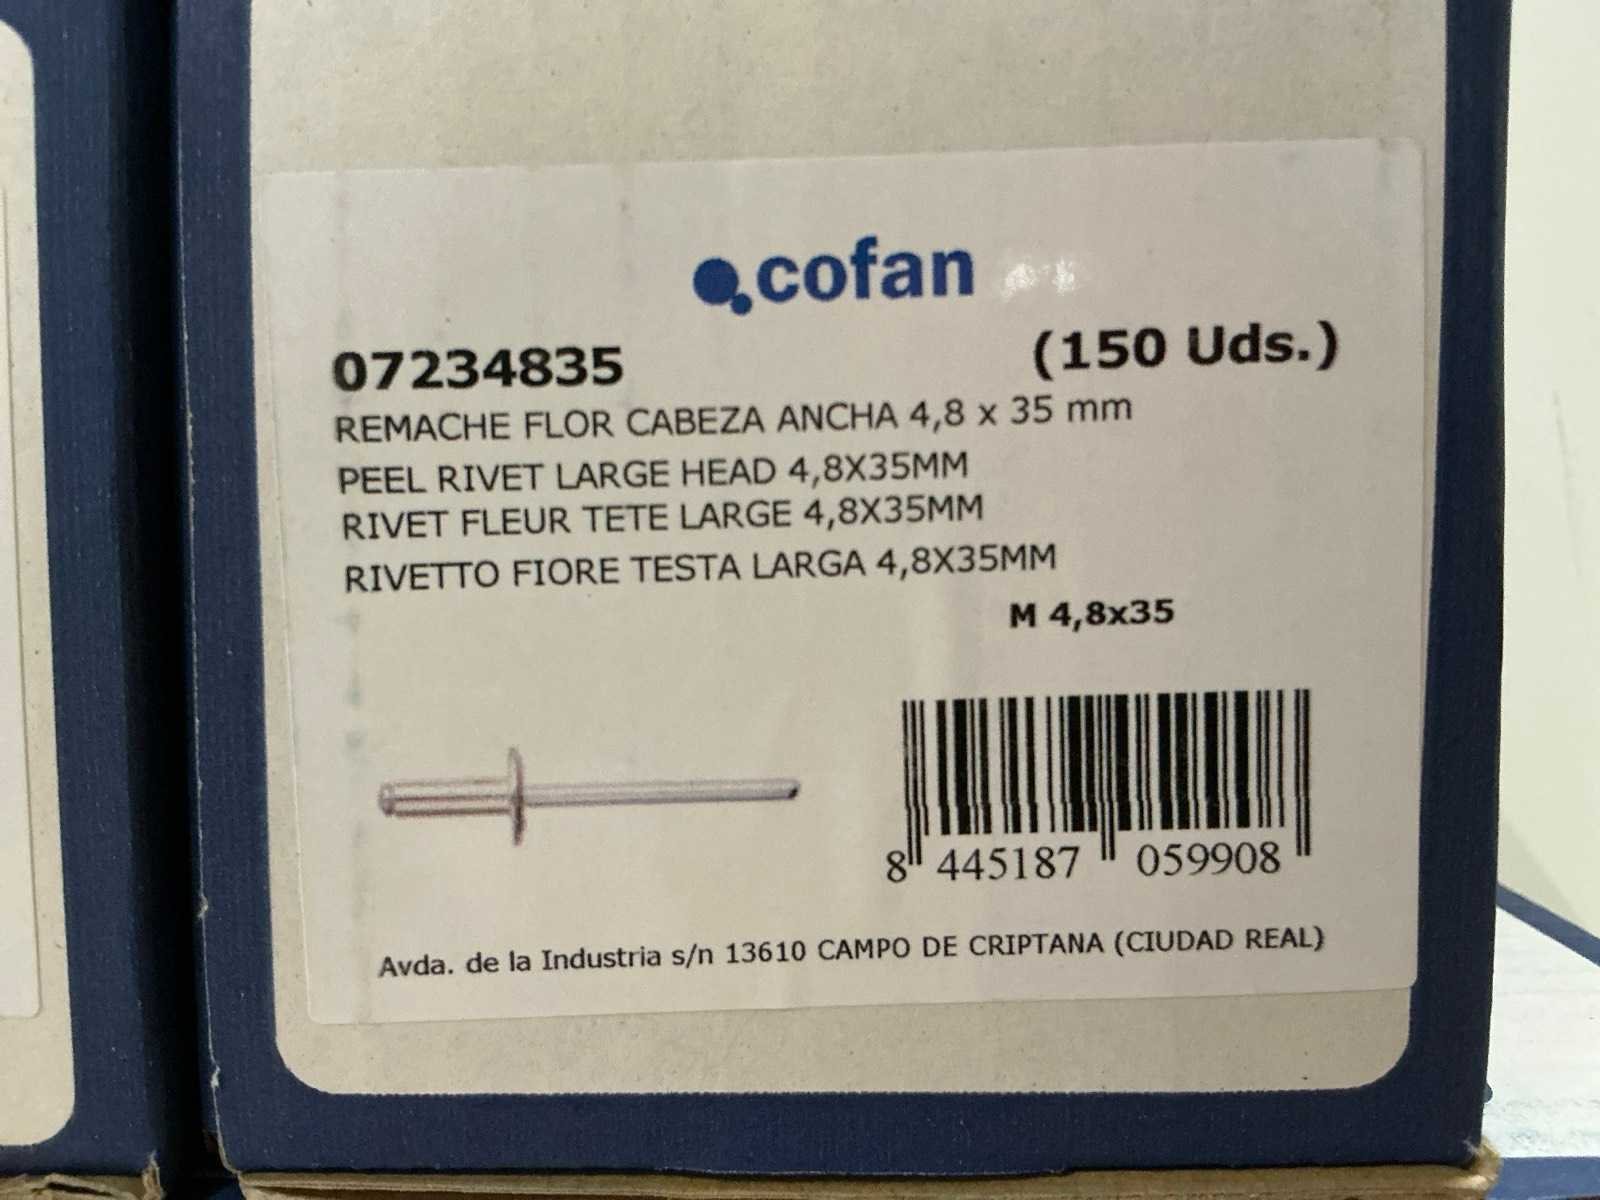 cofan
07234835 (150 Uds.)
REMACHE FLOR CABEZA ANCHA 4,8 x 35 mm
PEEL RIVET LARGE HEAD 4,8X35MM
RIVET FLEUR TETE LARGE 4,8X35MM
RIVETTO FIORE TESTA LARGA 4,8X35MM
M 4,8x35
8 445187 059908
Avda. de la Industria s/n 13610 CAMPO DE CRIPTANA (CIUDAD REAL)